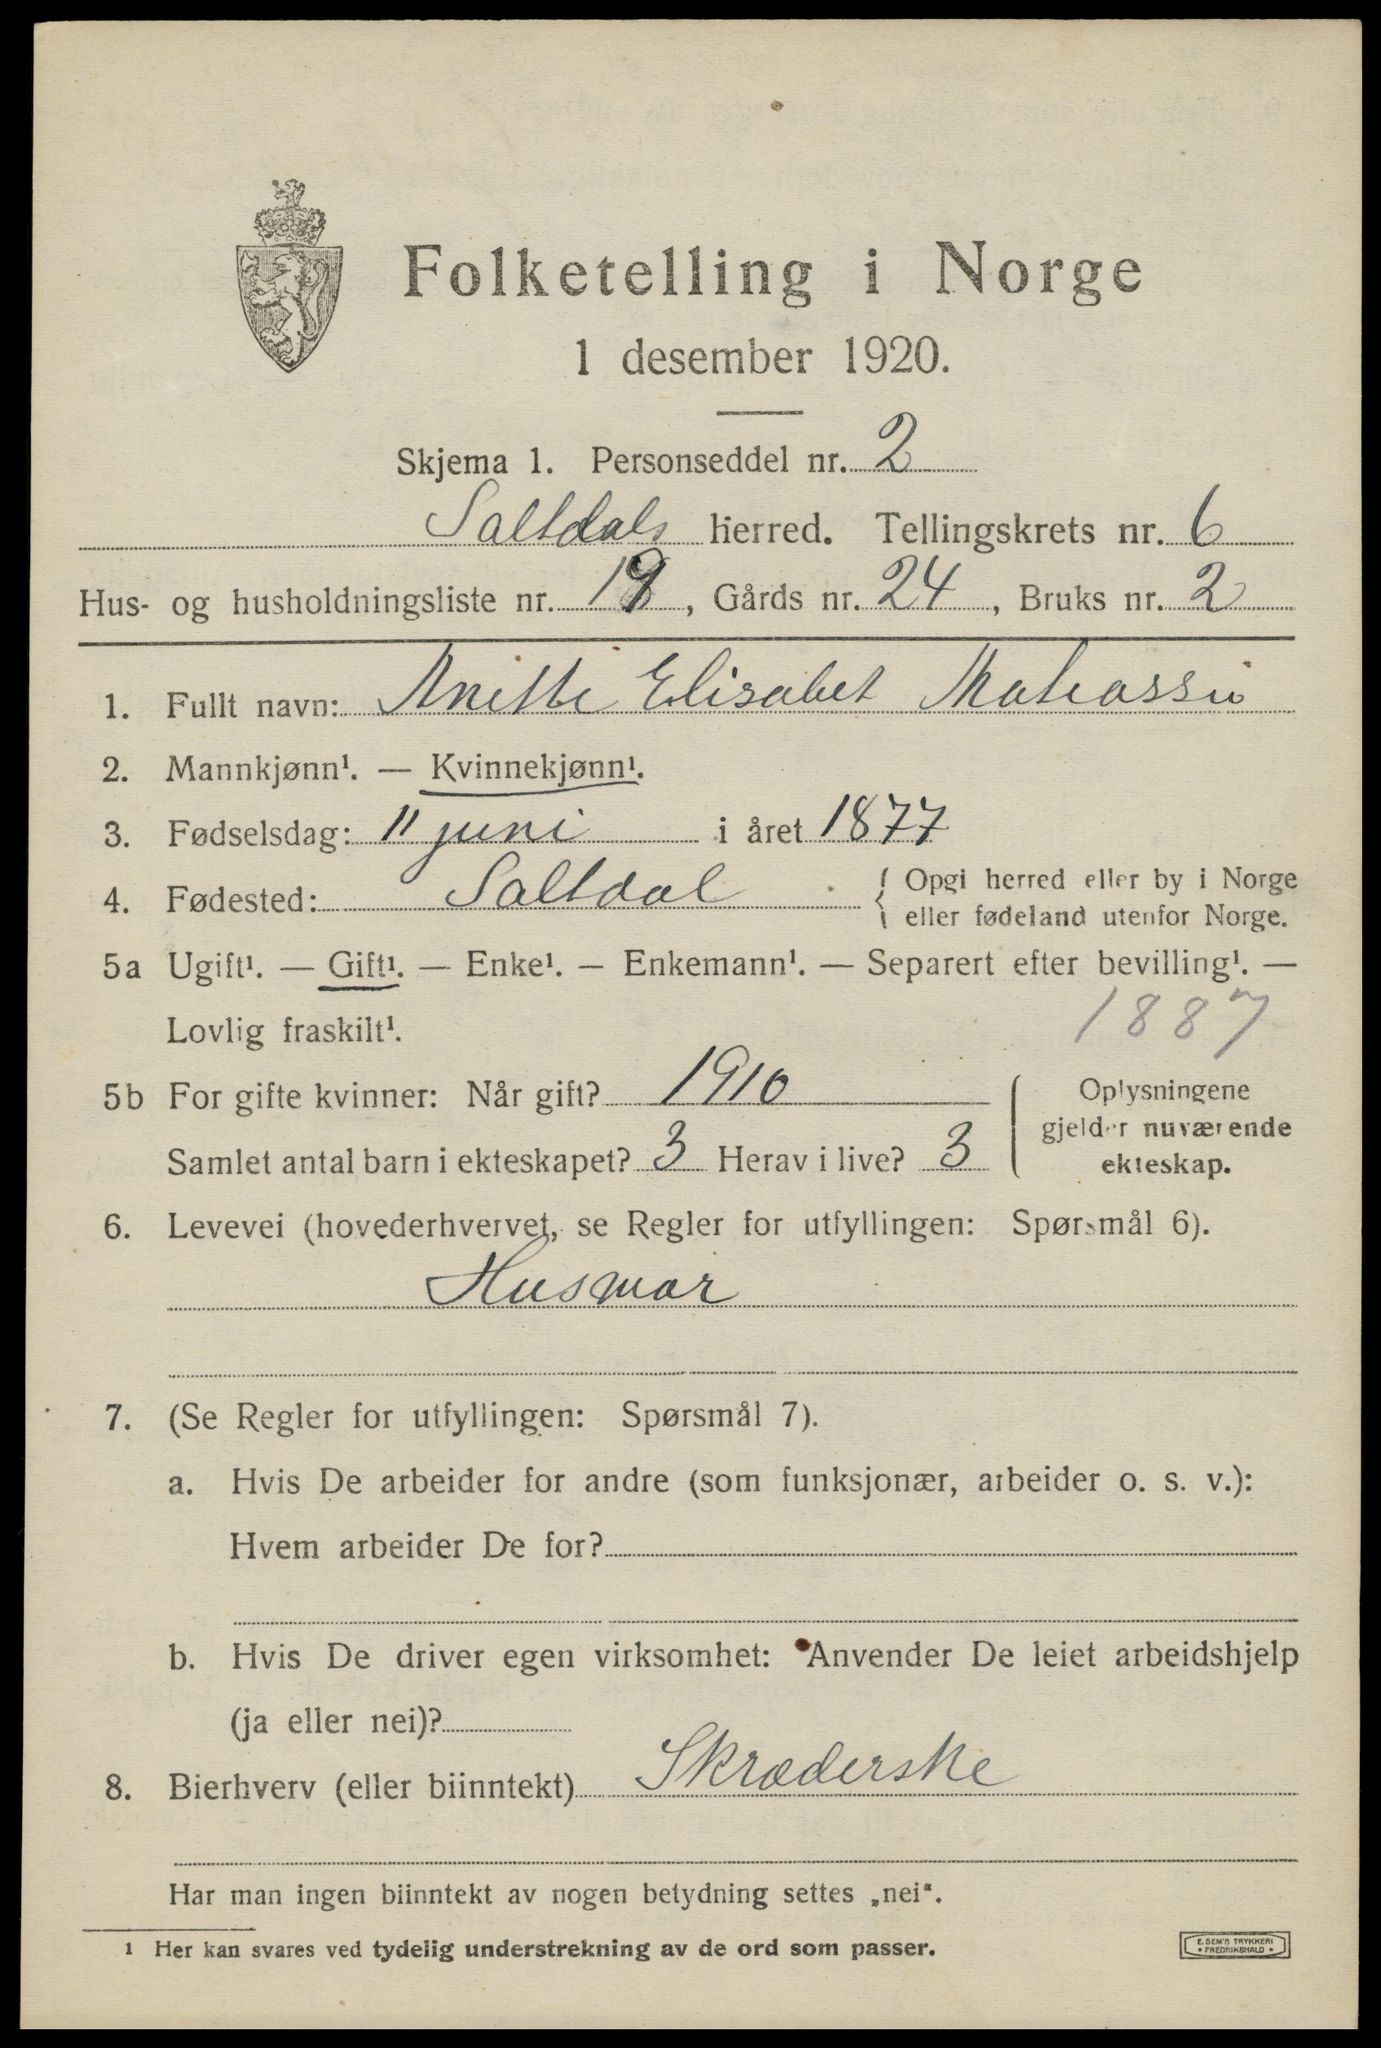 Folketelling i Norge
1 desember 1920.
Skjema 1. Personseddel nr. 2
Saltdals herred. Tellingskrets nr. 6
Hus- og husholdningsliste nr. 19, Gårds nr. 24, Bruks nr. 2
1. Fullt navn: Anette Elisabet Matiassen
2. Mannkjønn¹. — Kvinnekjønn¹.
3. Fødselsdag: 11 juni i året 1877
4. Fødested: Saltdal { Opgi herred eller by i Norge
eller fødeland utenfor Norge.
5a Ugift¹. — Gift¹. — Enke¹. — Enkemann¹. — Separert efter bevilling¹. —
Lovlig fraskilt¹. 1887
5b For gifte kvinner: Når gift? 1910
Samlet antal barn i ekteskapet? 3 Herav i live? 3
Oplysningene
gjelder nuværende
ekteskap.
6. Levevei (hovederhvervet, se Regler for utfyllingen: Spørsmål 6).
Husmor
7. (Se Regler for utfyllingen: Spørsmål 7).
a. Hvis De arbeider for andre (som funksjonær, arbeider o. s. v.):
Hvem arbeider De for?
b. Hvis De driver egen virksomhet: Anvender De leiet arbeidshjelp
(ja eller nei)?
8. Bierhverv (eller biinntekt) Skræderske
Har man ingen biinntekt av nogen betydning settes „nei“.
¹ Her kan svares ved tydelig understrekning av de ord som passer.
E. SEM'S TRYKKERI
• FREDRIKSHALD •